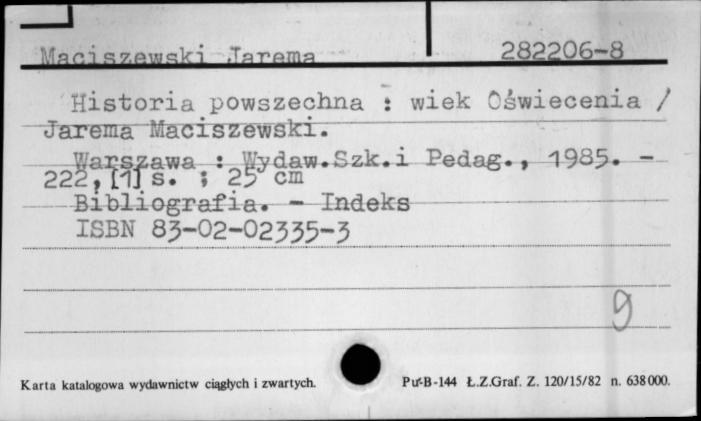 Maciszewski Jarema 282206-8
Historia powszechna : wiek Oświecenia /
Jarema Maciszewski.
Warszawa : Wydaw.Szk.i Pedag., 1985. -
222, [1] s. ; 25 cm
Bibliografia. - Indeks
ISBN 83-02-02335-3
9
Karta katalogowa wydawnictw ciągłych i zwartych. Pu-B-144 Ł.Z.Graf. Z. 120/15/82 n. 638000.